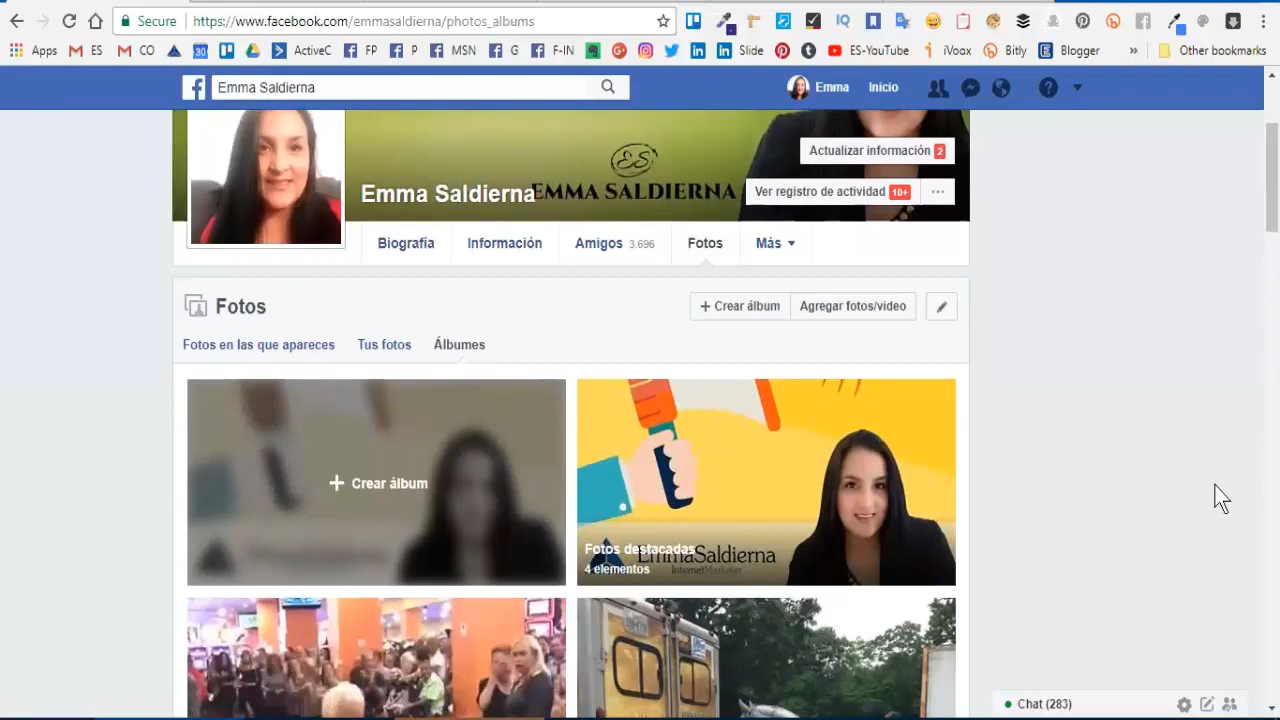 Secure https://www.facebook.com/emmasaldierna/photos_albums
Apps ES CO ActiveC FP P MSN G F-IN Slide ES-YouTube iVoox Bitly Blogger » Other bookmarks
Emma Saldierna
Emma Inicio
Actualizar información 2
ES
Emma Saldierna
EMMA SALDIERNA
Ver registro de actividad 10+ ...
Biografía Información Amigos 3.696 Fotos Más
Fotos
+ Crear álbum Agregar fotos/video
Fotos en las que apareces Tus fotos Álbumes
+ Crear álbum
Fotos destacadas
EmmaSaldierna
4 elementos
InternetMarketer
Chat (283)